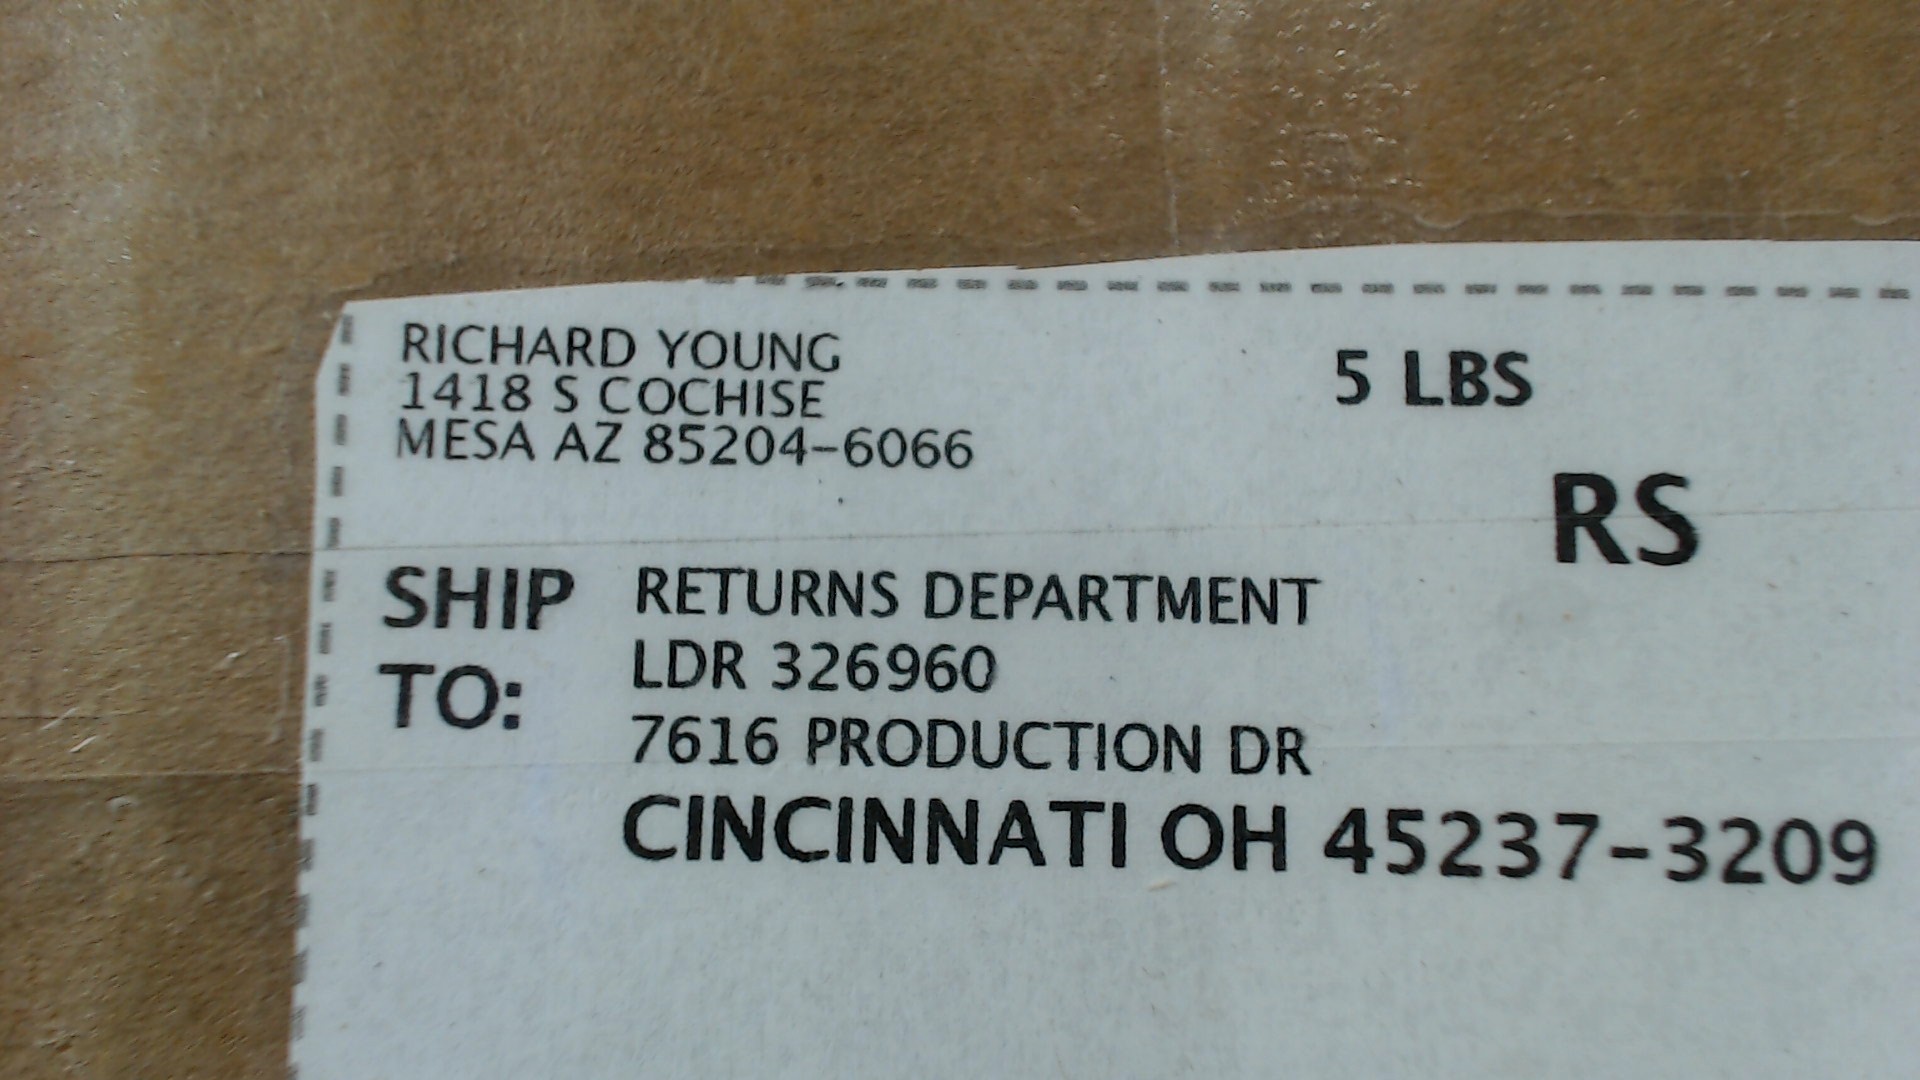 RICHARD YOUNG
1418 S COCHISE
MESA AZ 85204-6066
5 LBS
RS
SHIP TO:
RETURNS DEPARTMENT
LDR 326960
7616 PRODUCTION DR
CINCINNATI OH 45237-3209